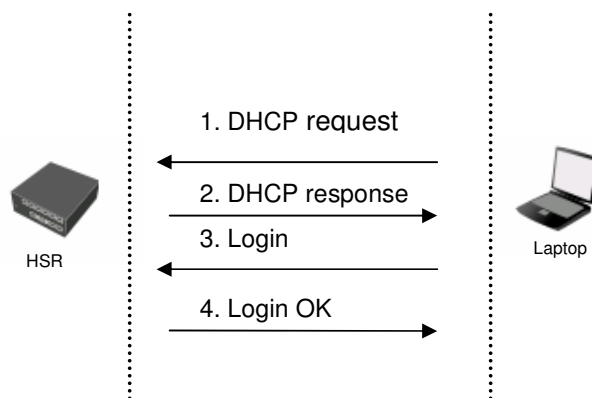 1. DHCP request
2. DHCP response
3. Login
HSR
Laptop
4. Login OK